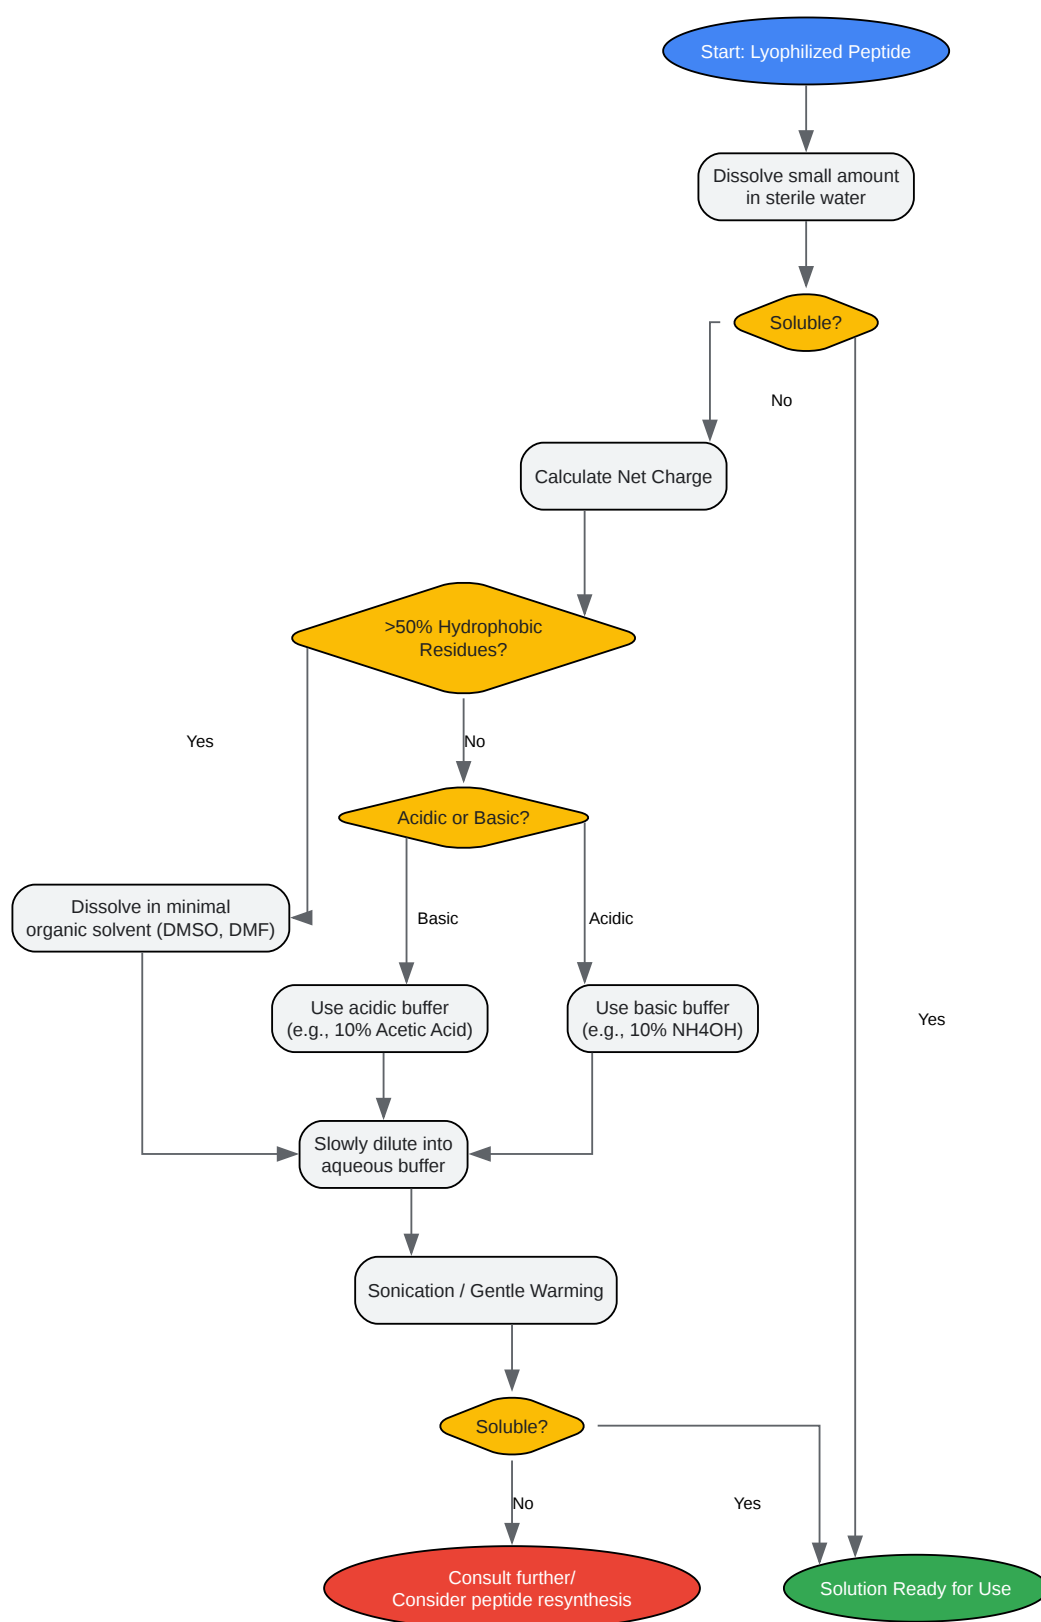 Start: Lyophilized Peptide
Dissolve small amount
in sterile water
Soluble?
No
Calculate Net Charge
>50% Hydrophobic
Residues?
Yes
No
Acidic or Basic?
Dissolve in minimal
organic solvent (DMSO, DMF)
Basic
Acidic
Use acidic buffer
(e.g., 10% Acetic Acid)
Use basic buffer
(e.g., 10% NH4OH)
Yes
Slowly dilute into
aqueous buffer
Sonication / Gentle Warming
Soluble?
No
Yes
Consult further/
Consider peptide resynthesis
Solution Ready for Use